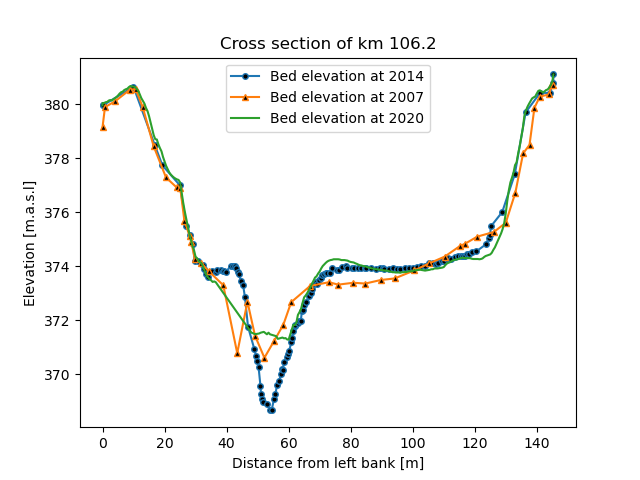 Cross section of km 106.2
Bed elevation at 2014
Bed elevation at 2007
Bed elevation at 2020
Elevation [m.a.s.l]
380
378
376
374
372
370
0 20 40 60 80 100 120 140
Distance from left bank [m]